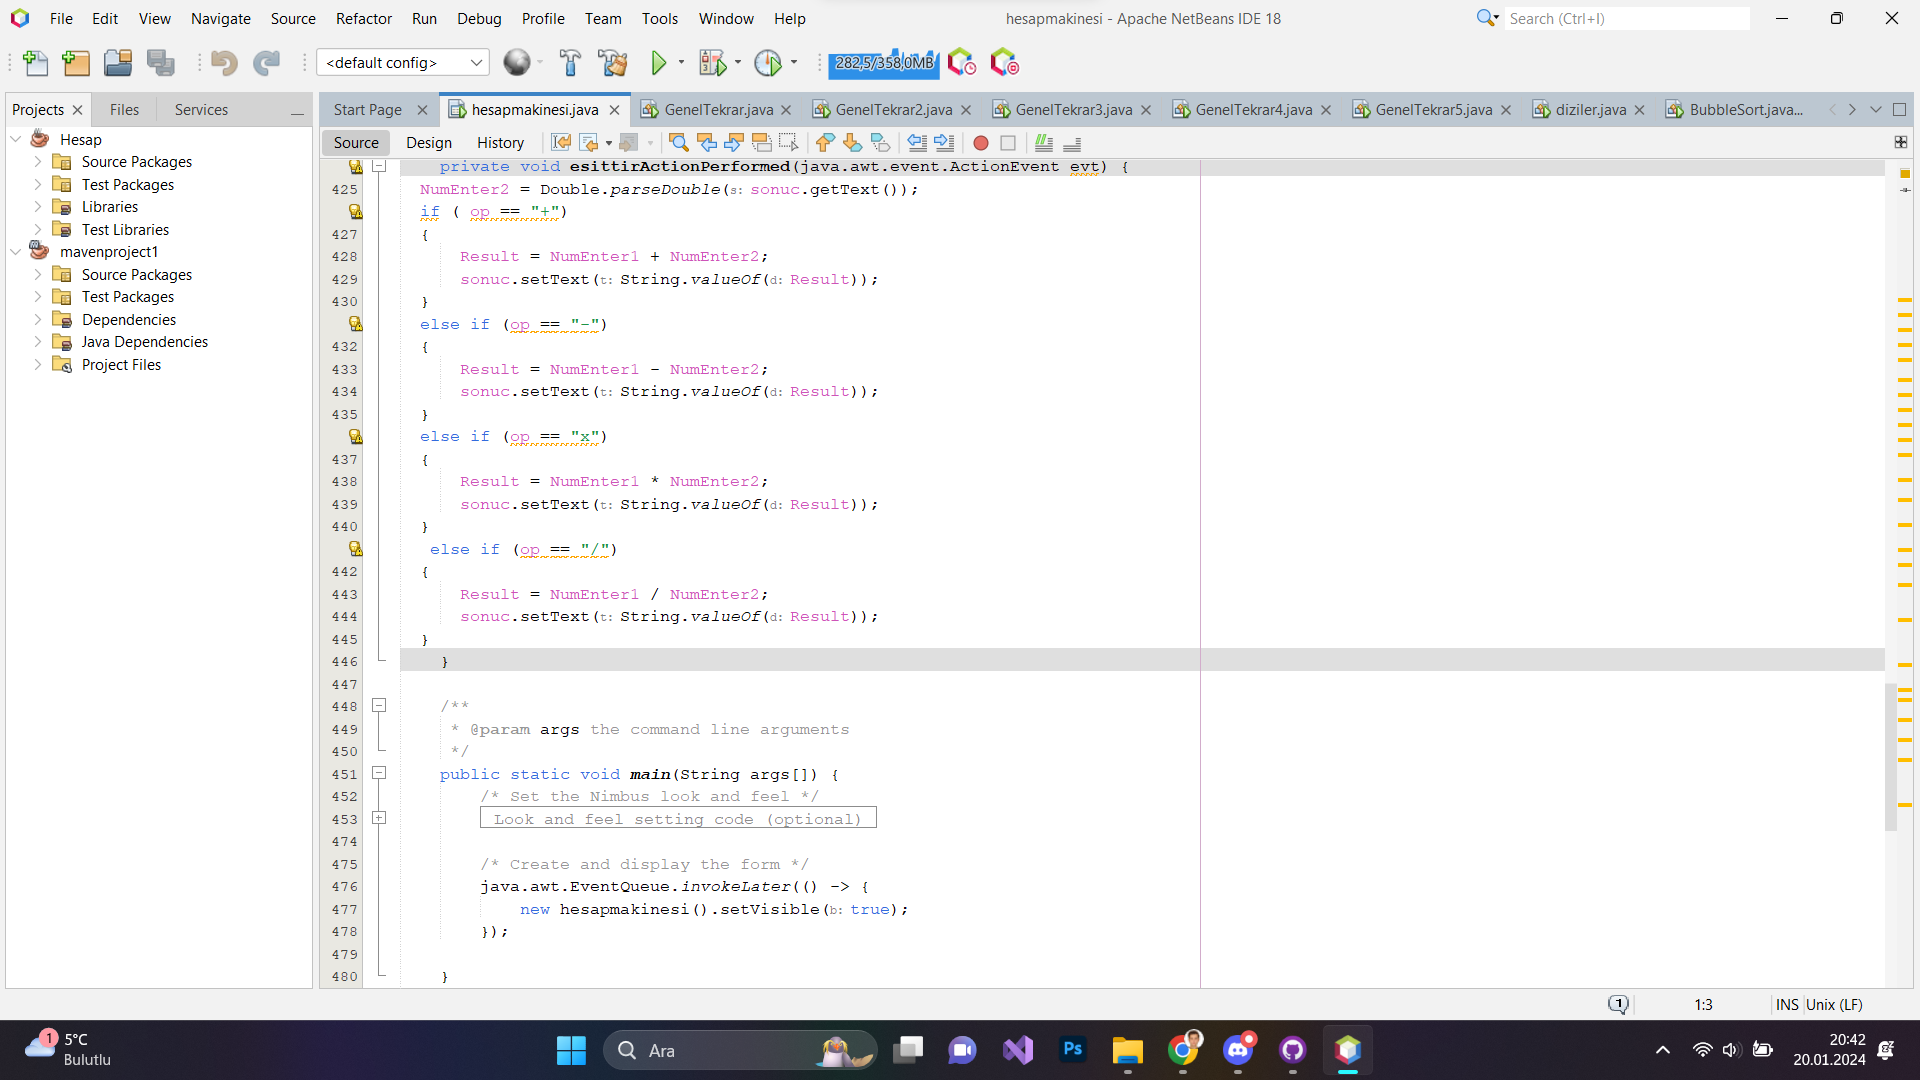 File Edit View Navigate Source Refactor Run Debug Profile Team Tools Window Help
hesapmakinesi - Apache NetBeans IDE 18
Search (Ctrl+I)
<default config>
282,5/358,0MB
Projects Files Services
Start Page hesapmakinesi.java GenelTekrar.java GenelTekrar2.java GenelTekrar3.java GenelTekrar4.java GenelTekrar5.java diziler.java BubbleSort.java...
Source Design History
Hesap
Source Packages
Test Packages
Libraries
Test Libraries
mavenproject1
Source Packages
Test Packages
Dependencies
Java Dependencies
Project Files
private void esittirActionPerformed(java.awt.event.ActionEvent evt) {
425 NumEnter2 = Double.parseDouble(s: sonuc.getText());
if ( op == "+")
427 {
428 Result = NumEnter1 + NumEnter2;
429 sonuc.setText(t: String.valueOf(d: Result));
430 }
else if (op == "-")
432 {
433 Result = NumEnter1 - NumEnter2;
434 sonuc.setText(t: String.valueOf(d: Result));
435 }
else if (op == "x")
437 {
438 Result = NumEnter1 * NumEnter2;
439 sonuc.setText(t: String.valueOf(d: Result));
440 }
else if (op == "/")
442 {
443 Result = NumEnter1 / NumEnter2;
444 sonuc.setText(t: String.valueOf(d: Result));
445 }
446 }
447
448 /**
449 * @param args the command line arguments
450 */
451 public static void main(String args[]) {
452 /* Set the Nimbus look and feel */
453 Look and feel setting code (optional)
474
475 /* Create and display the form */
476 java.awt.EventQueue.invokeLater(() -> {
477 new hesapmakinesi().setVisible(b: true);
478 });
479
480 }
1 1:3 INS Unix (LF)
1
5°C
Bulutlu
Ara
Ps
20:42
20.01.2024